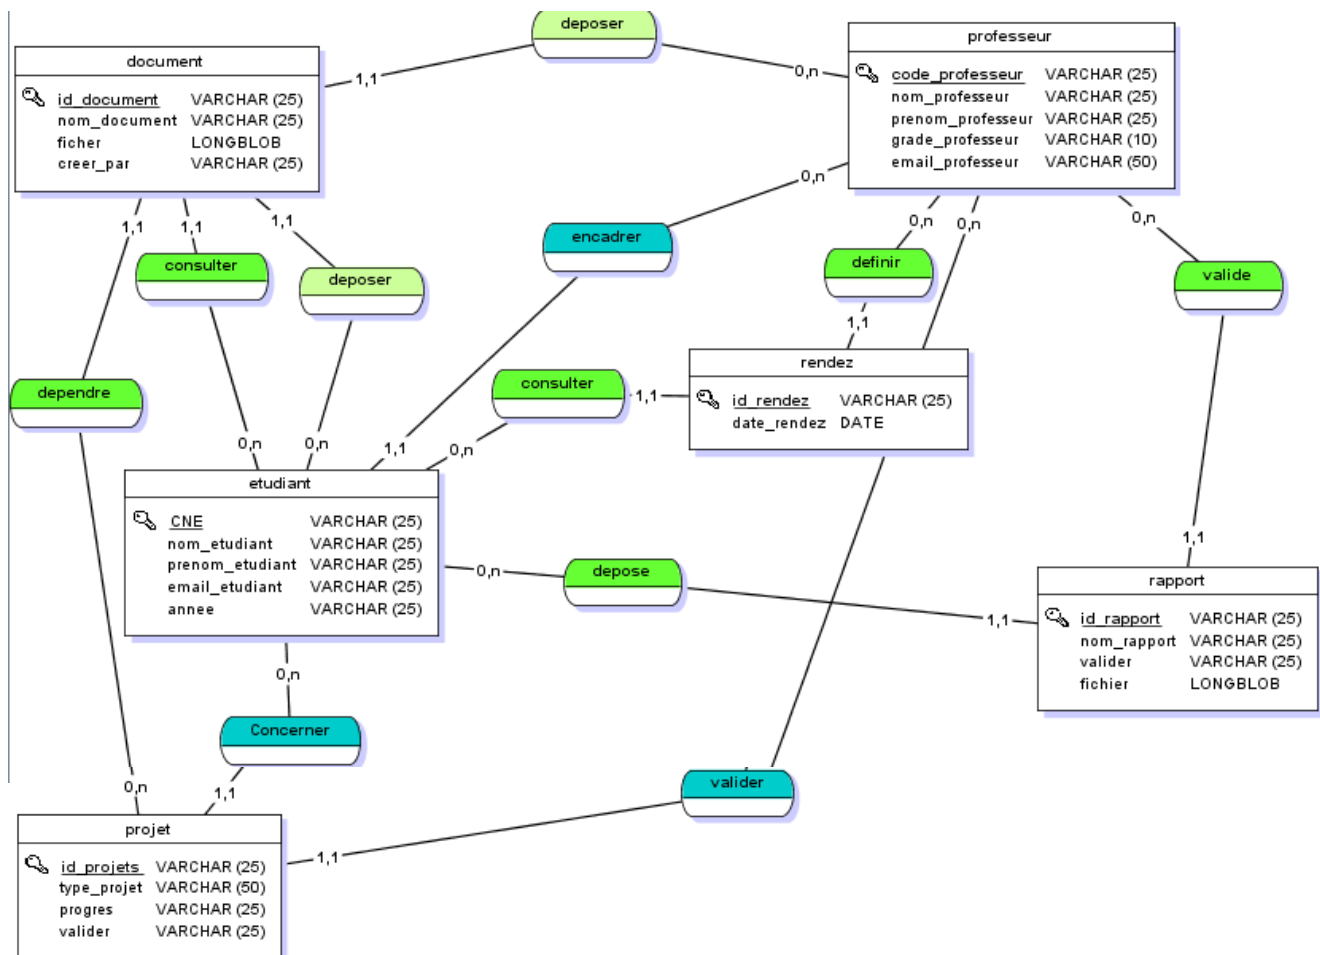 deposer
professeur
code_professeur VARCHAR (25)
nom_professeur VARCHAR (25)
prenom_professeur VARCHAR (25)
grade_professeur VARCHAR (10)
email_professeur VARCHAR (50)
document
id_document VARCHAR (25)
nom_document VARCHAR (25)
ficher LONGBLOB
creer_par VARCHAR (25)
1,1
0,n
0,n
1,1
1,1
1,1
encadrer
0,n
0,n
0,n
consulter
deposer
definir
valide
1,1
rendez
id_rendez VARCHAR (25)
date_rendez DATE
dependre
consulter
1,1
0,n
0,n
1,1
0,n
etudiant
CNE VARCHAR (25)
nom_etudiant VARCHAR (25)
prenom_etudiant VARCHAR (25)
email_etudiant VARCHAR (25)
annee VARCHAR (25)
0,n
depose
1,1
1,1
rapport
id_rapport VARCHAR (25)
nom_rapport VARCHAR (25)
valider VARCHAR (25)
fichier LONGBLOB
0,n
Concerner
valider
0,n
1,1
1,1
projet
id_projets VARCHAR (25)
type_projet VARCHAR (50)
progres VARCHAR (25)
valider VARCHAR (25)